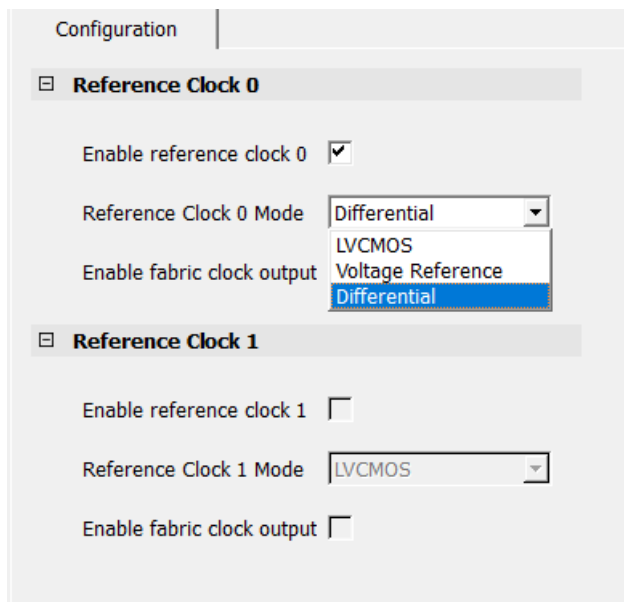 Configuration
Reference Clock 0
Enable reference clock 0
Reference Clock 0 Mode Differential
LVCMOS
Enable fabric clock output Voltage Reference
Differential
Reference Clock 1
Enable reference clock 1
Reference Clock 1 Mode LVCMOS
Enable fabric clock output